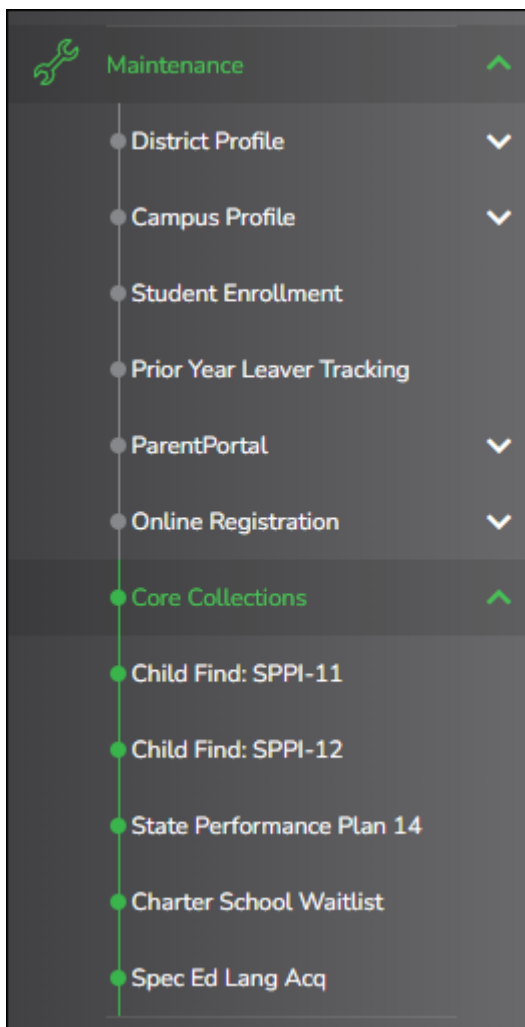 Maintenance
District Profile
Campus Profile
Student Enrollment
Prior Year Leaver Tracking
ParentPortal
Online Registration
Core Collections
Child Find: SPPI-11
Child Find: SPPI-12
State Performance Plan 14
Charter School Waitlist
Spec Ed Lang Acq